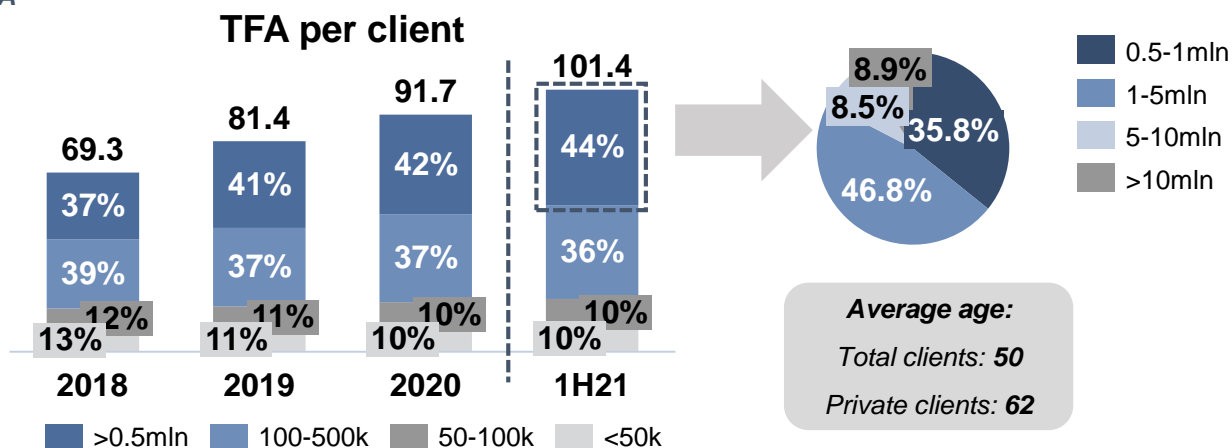 TFA per client
69.3
37%
39%
12%
13%
2018
81.4
41%
37%
11%
11%
2019
91.7
42%
37%
10%
10%
2020
101.4
44%
36%
10%
10%
1H21
>0.5mln
100-500k
50-100k
<50k
8.9%
8.5%
35.8%
46.8%
0.5-1mln
1-5mln
5-10mln
>10mln
Average age:
Total clients: 50
Private clients: 62